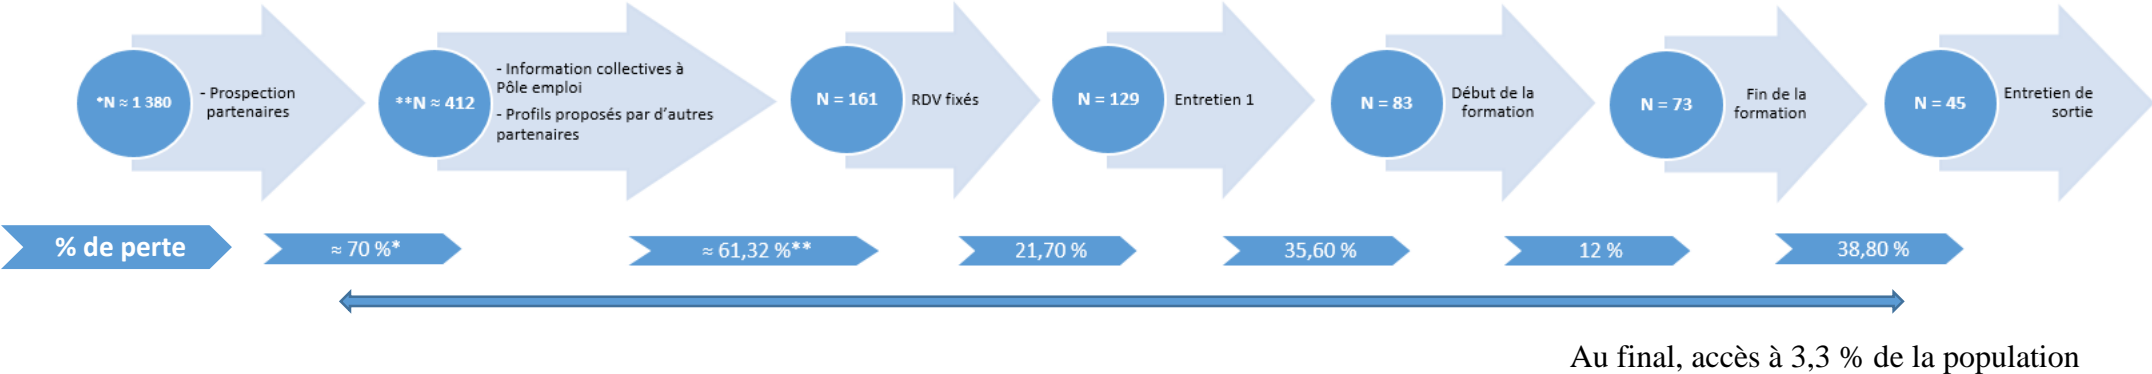 *N ≈ 1 380
- Prospection
partenaires
**N ≈ 412
- Information collectives à
Pôle emploi
- Profils proposés par d’autres
partenaires
N = 161
RDV fixés
N = 129
Entretien 1
N = 83
Début de la
formation
N = 73
Fin de la
formation
N = 45
Entretien de
sortie
% de perte
≈ 70 %*
≈ 61,32 %**
21,70 %
35,60 %
12 %
38,80 %
Au final, accès à 3,3 % de la population